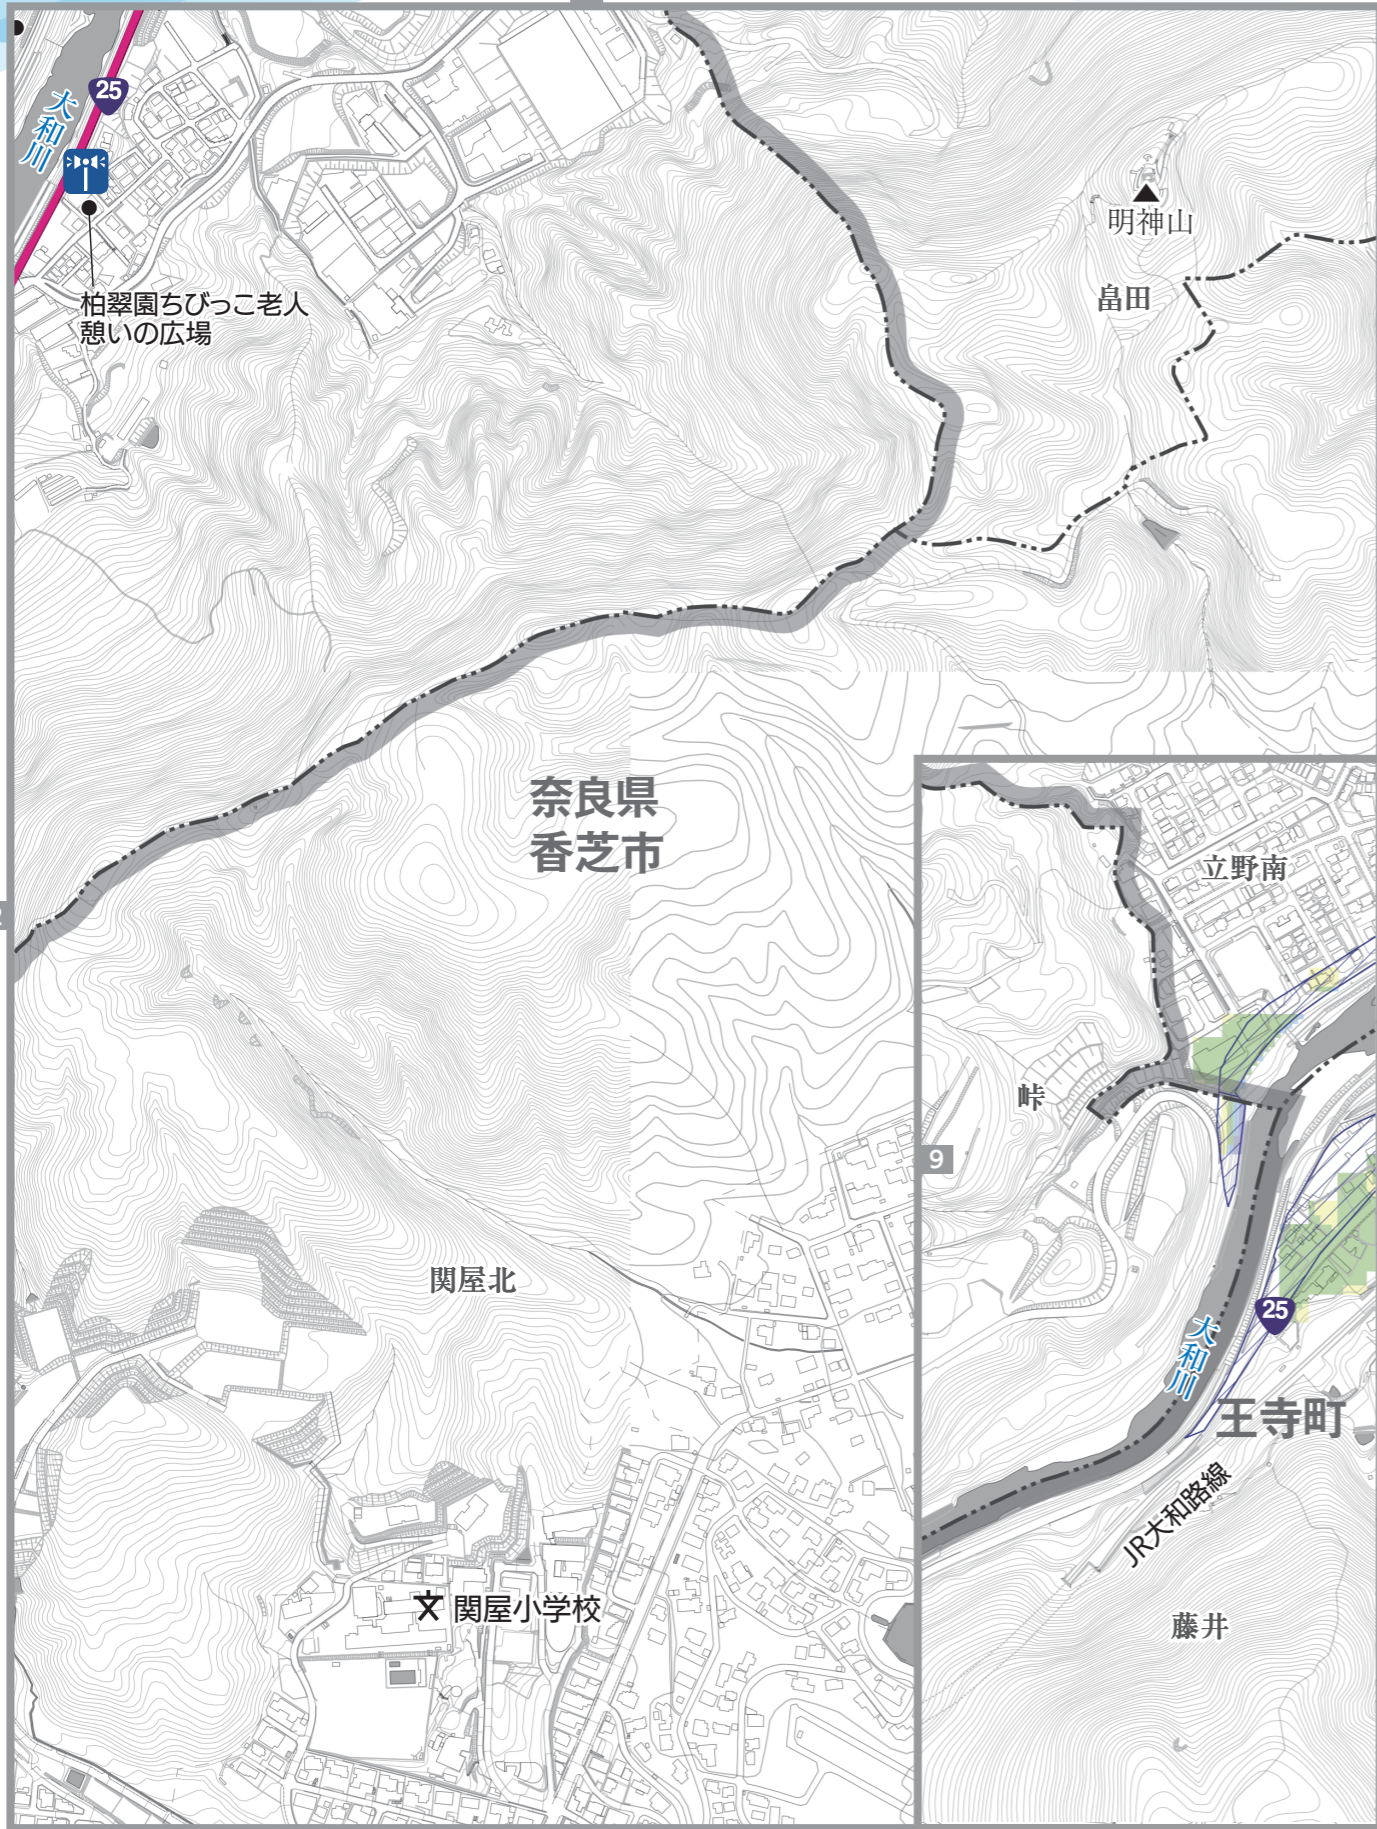 25
大和川
柏翠園ちびっこ老人
憩いの広場
明神山
畠田
奈良県
香芝市
立野南
峠
9
関屋北
25
大和川
王寺町
JR大和路線
文 関屋小学校
藤井